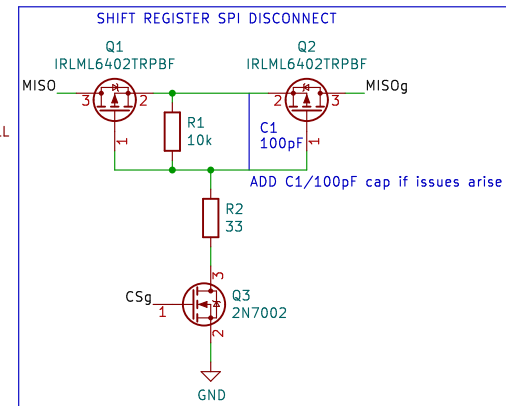 SHIFT REGISTER SPI DISCONNECT
Q1
IRLML6402TRPBF
Q2
IRLML6402TRPBF
MISO
3
2
1
R1
10k
C1
100pF
2
3
1
MISOg
LL
ADD C1/100pF cap if issues arise
R2
33
3
CSg
1
Q3
2N7002
2
GND